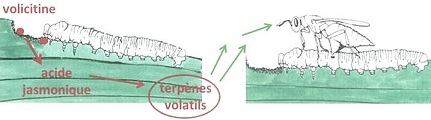 volicitine
acide
jasmonique
terpènes
volatils